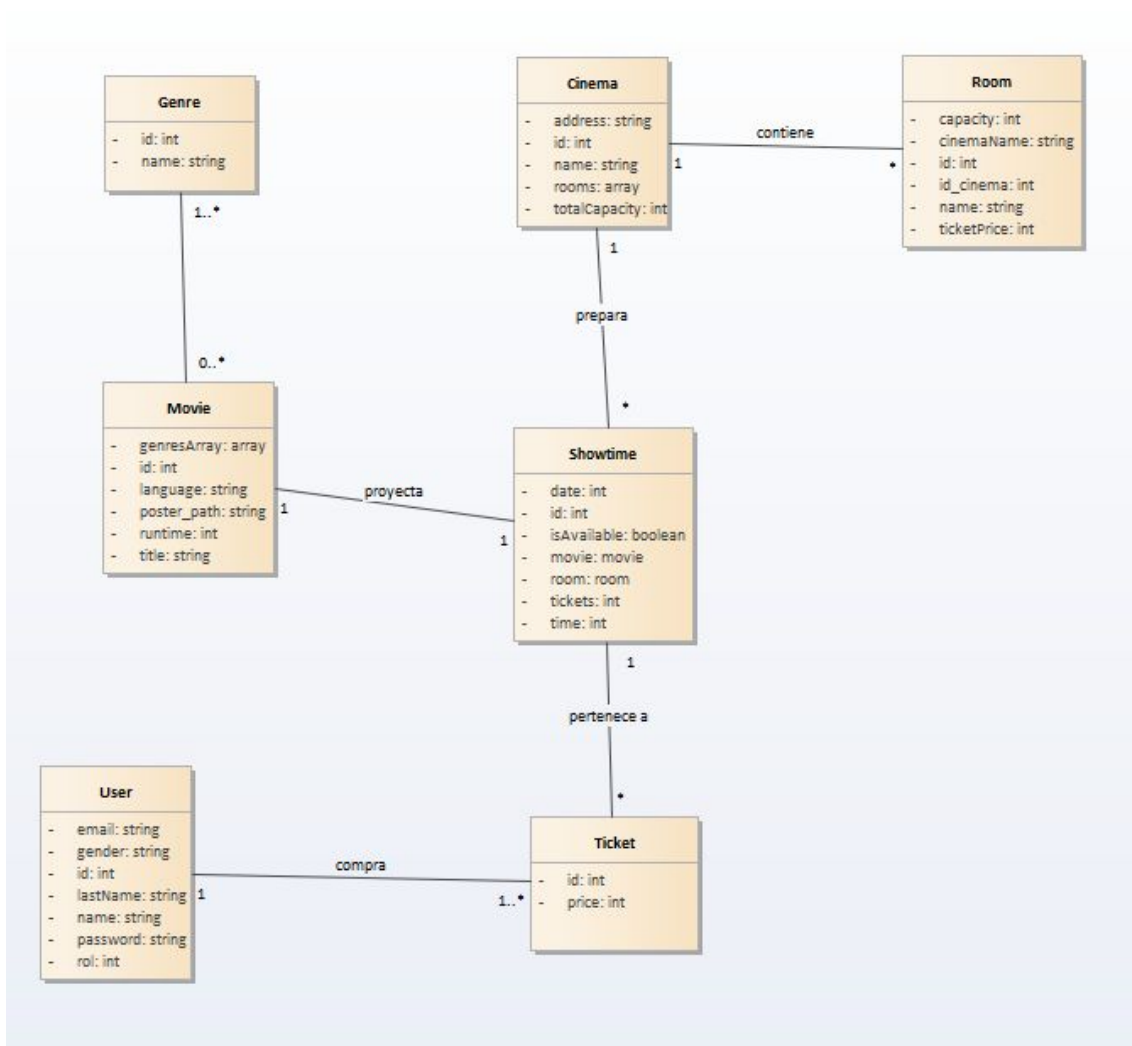 Genre
- id: int
- name: string
1..*
0..*
Movie
- genresArray: array
- id: int
- language: string
- poster_path: string
- runtime: int
- title: string
1
proyecta
1
Cinema
- address: string
- id: int
- name: string
- rooms: array
- totalCapacity: int
1
contiene
*
Room
- capacity: int
- cinemaName: string
- id: int
- id_cinema: int
- name: string
- ticketPrice: int
1
prepara
*
Showtime
- date: int
- id: int
- isAvailable: boolean
- movie: movie
- room: room
- tickets: int
- time: int
1
pertenece a
*
User
- email: string
- gender: string
- id: int
- lastName: string
- name: string
- password: string
- rol: int
1
compra
1..*
Ticket
- id: int
- price: int